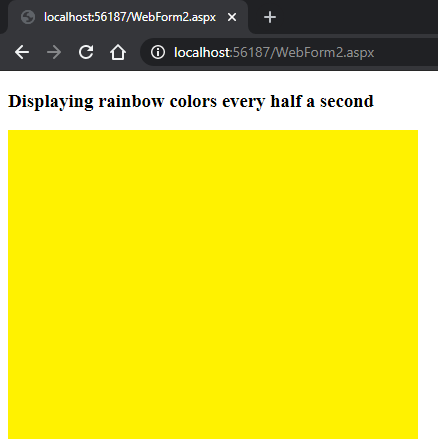 localhost:56187/WebForm2.aspx
localhost:56187/WebForm2.aspx
Displaying rainbow colors every half a second